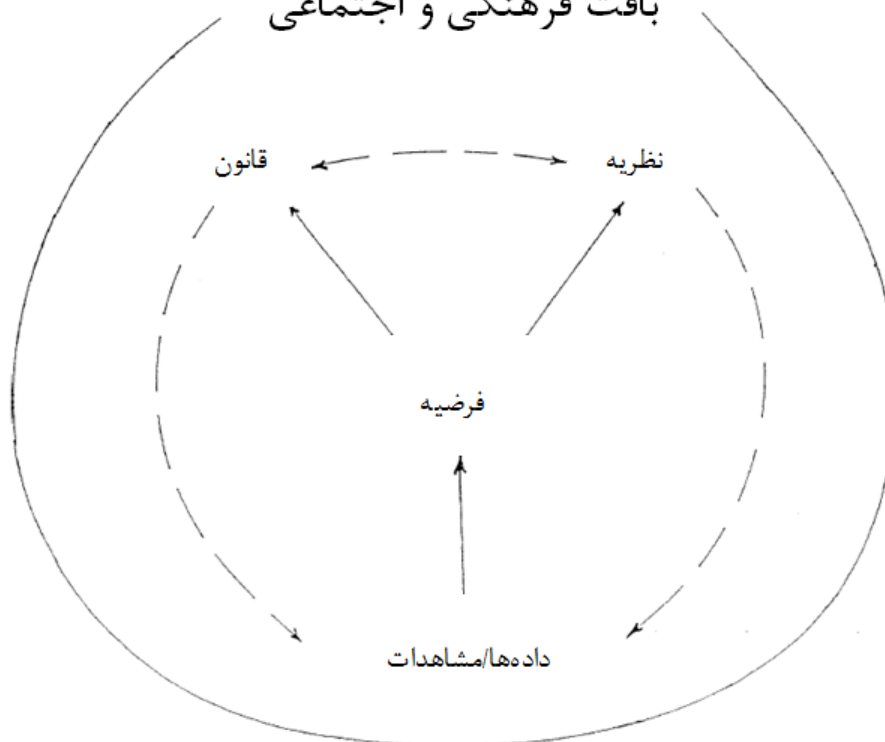 بافت فرهنگی و اجتماعی
نظریه
قانون
فرضیه
داده‌ها/مشاهدات